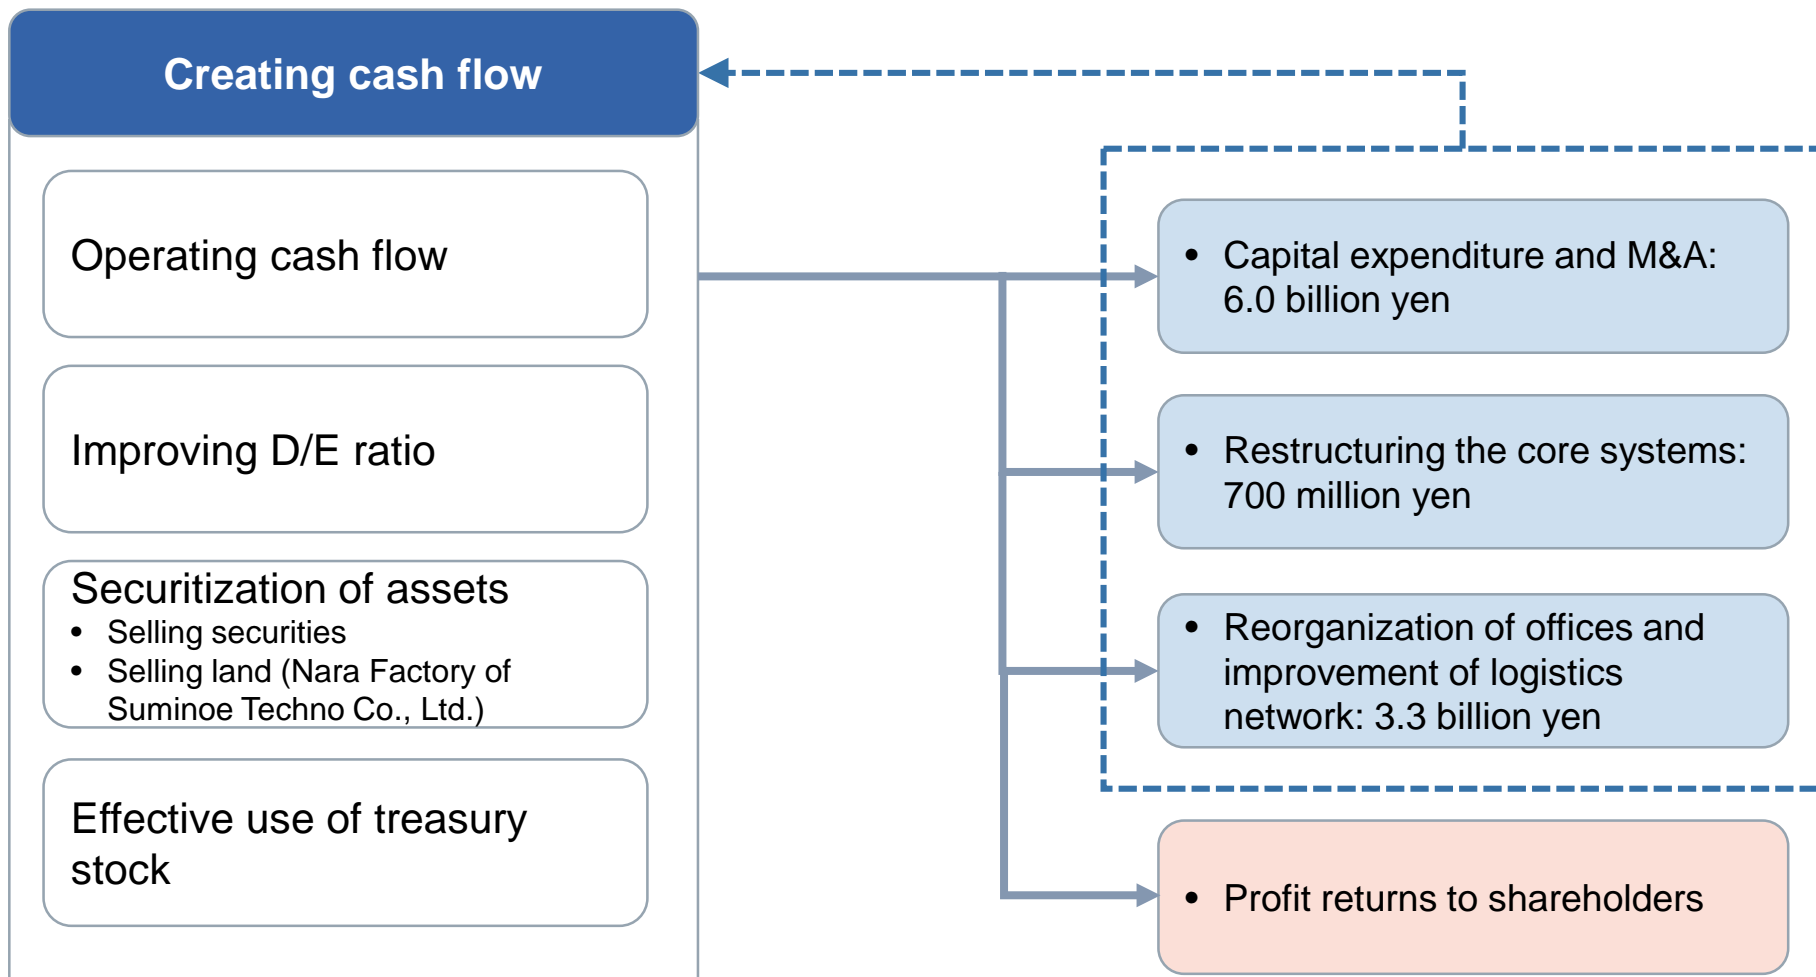 Creating cash flow
Operating cash flow
Improving D/E ratio
Securitization of assets
• Selling securities
• Selling land (Nara Factory of
Suminoe Techno Co., Ltd.)
Effective use of treasury
stock
• Capital expenditure and M&A:
6.0 billion yen
• Restructuring the core systems:
700 million yen
• Reorganization of offices and
improvement of logistics
network: 3.3 billion yen
• Profit returns to shareholders